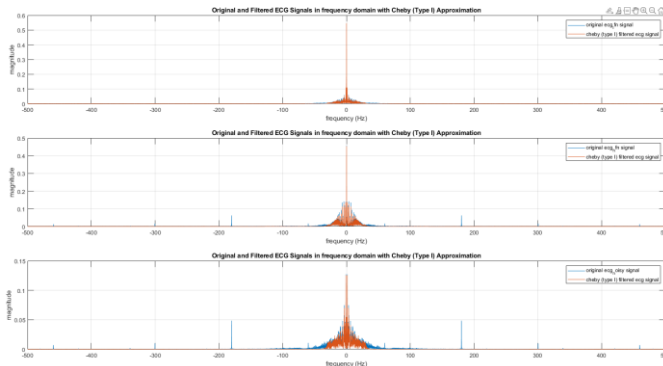 Original and Filtered ECG Signals in frequency domain with Cheby (Type I) Approximation
original ecg_lfn signal
cheby (type I) filtered ecg signal
magnitude
0.6
0.5
0.4
0.3
0.2
0.1
0
-500 -400 -300 -200 -100 0 100 200 300 400
frequency (Hz)
Original and Filtered ECG Signals in frequency domain with Cheby (Type I) Approximation
original ecg_hfn signal
cheby (type I) filtered ecg signal
magnitude
0.5
0.4
0.3
0.2
0.1
0
-500 -400 -300 -200 -100 0 100 200 300 400
frequency (Hz)
Original and Filtered ECG Signals in frequency domain with Cheby (Type I) Approximation
original signal
cheby (type I) filtered ecg signal
magnitude
0.15
0.1
0.05
0
-500 -400 -300 -200 -100 0 100 200 300 400
frequency (Hz)